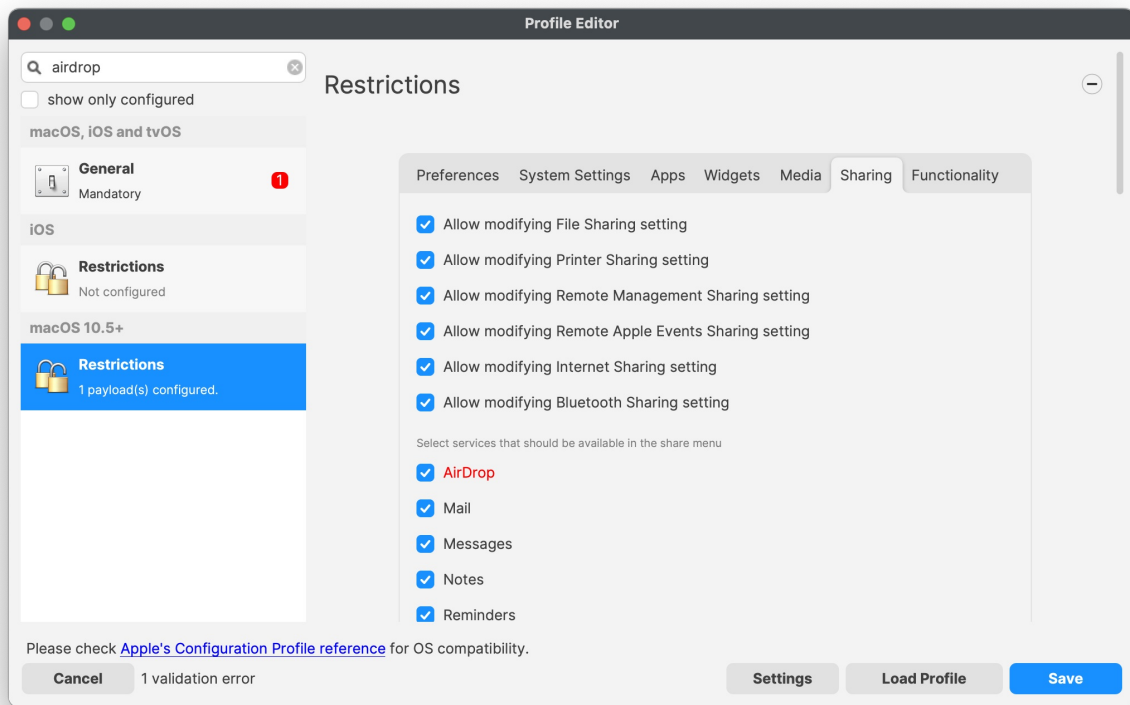 Profile Editor
airdrop
show only configured
macOS, iOS and tvOS
General
Mandatory
1
iOS
Restrictions
Not configured
macOS 10.5+
Restrictions
1 payload(s) configured.
Restrictions
Preferences System Settings Apps Widgets Media Sharing Functionality
Allow modifying File Sharing setting
Allow modifying Printer Sharing setting
Allow modifying Remote Management Sharing setting
Allow modifying Remote Apple Events Sharing setting
Allow modifying Internet Sharing setting
Allow modifying Bluetooth Sharing setting
Select services that should be available in the share menu
AirDrop
Mail
Messages
Notes
Reminders
Please check Apple's Configuration Profile reference for OS compatibility.
Cancel 1 validation error Settings Load Profile Save